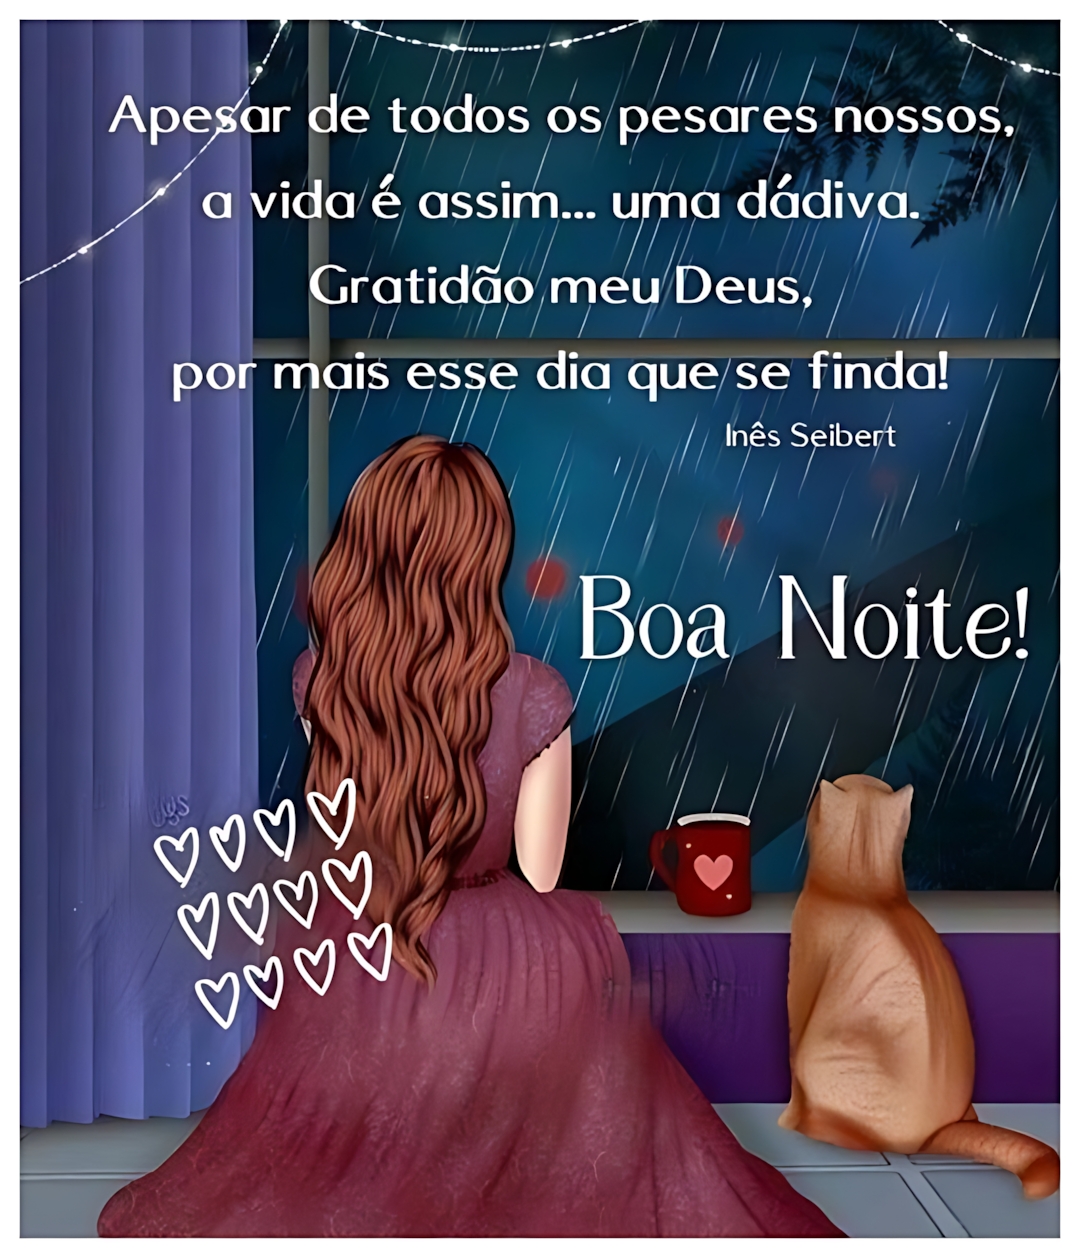 Apesar de todos os pesares nossos,
a vida é assim... uma dádiva.
Gratidão meu Deus,
por mais esse dia que se finda!
Inês Seibert
Boa Noite!